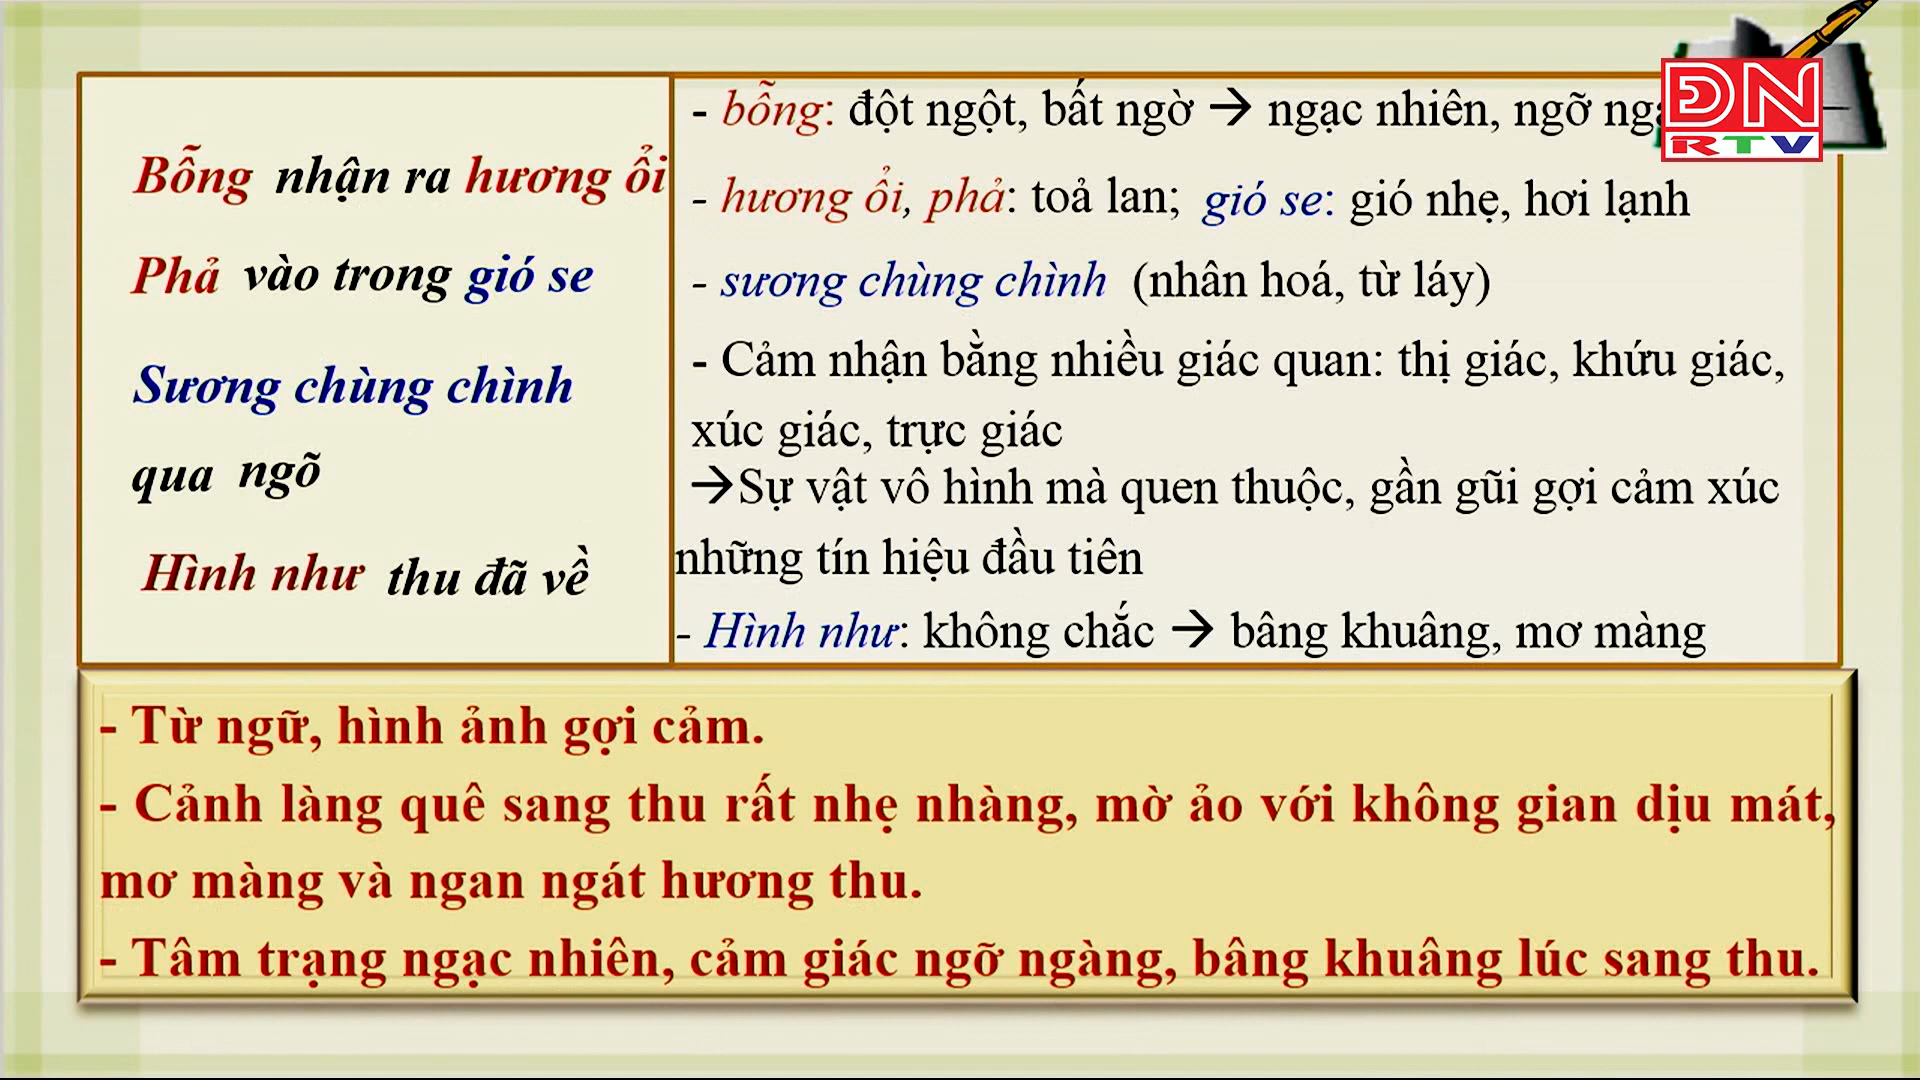 Bỗng nhận ra hương ổi
Phả vào trong gió se
Sương chùng chình
qua ngõ
Hình như thu đã về
- bỗng: đột ngột, bất ngờ → ngạc nhiên, ngỡ
- hương ổi, phả: toả lan; gió se: gió nhẹ, hơi lạnh
- sương chùng chình (nhân hoá, từ láy)
- Cảm nhận bằng nhiều giác quan: thị giác, khứu giác,
xúc giác, trực giác
→Sự vật vô hình mà quen thuộc, gần gũi gợi cảm xúc
những tín hiệu đầu tiên
- Hình như: không chắc → bâng khuâng, mơ màng
- Từ ngữ, hình ảnh gợi cảm.
- Cảnh làng quê sang thu rất nhẹ nhàng, mờ ảo với không gian dịu mát,
mơ màng và ngan ngát hương thu.
- Tâm trạng ngạc nhiên, cảm giác ngỡ ngàng, bâng khuâng lúc sang thu.
ĐN
RTV